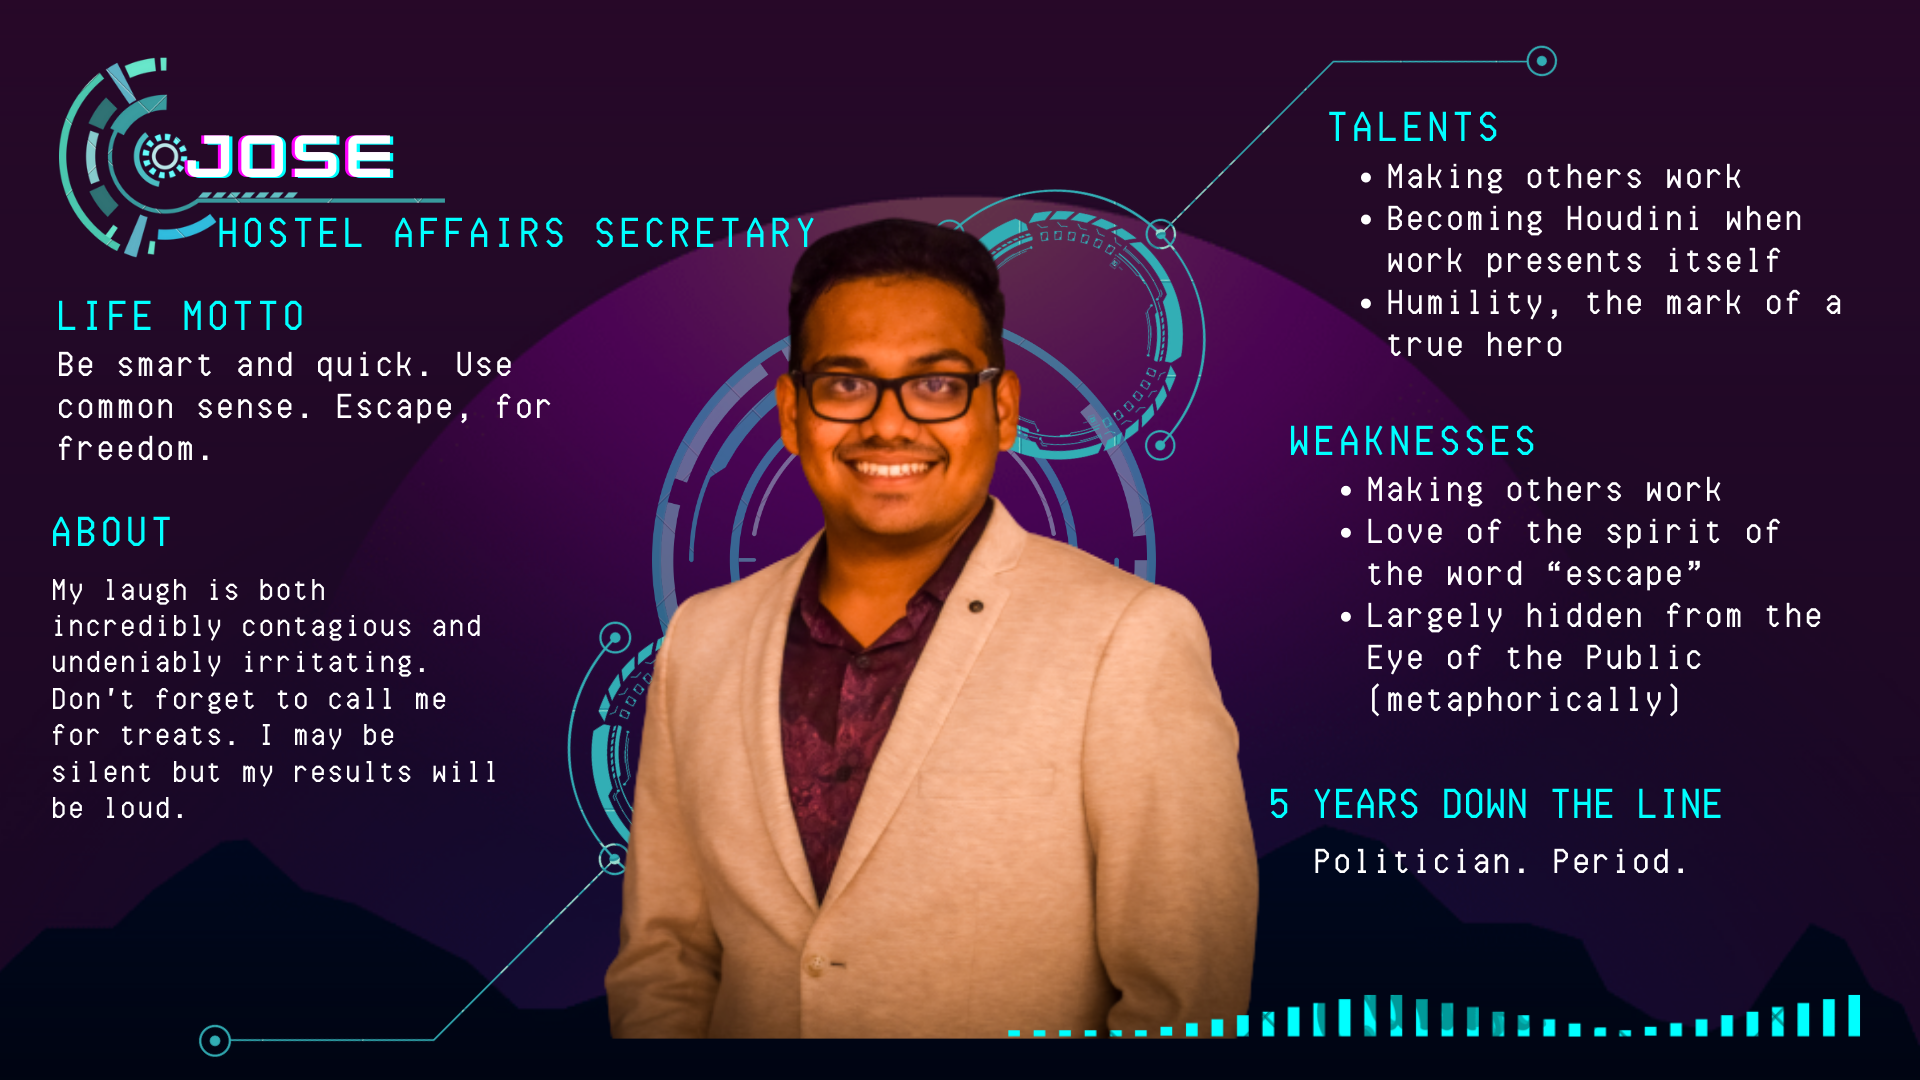 JOSE
HOSTEL AFFAIRS SECRETARY
LIFE MOTTO
Be smart and quick. Use
common sense. Escape, for
freedom.
ABOUT
My laugh is both
incredibly contagious and
undeniably irritating.
Don't forget to call me
for treats. I may be
silent but my results will
be loud.
TALENTS
• Making others work
• Becoming Houdini when
work presents itself
• Humility, the mark of a
true hero
WEAKNESSES
• Making others work
• Love of the spirit of
the word “escape”
• Largely hidden from the
Eye of the Public
(metaphorically)
5 YEARS DOWN THE LINE
Politician. Period.